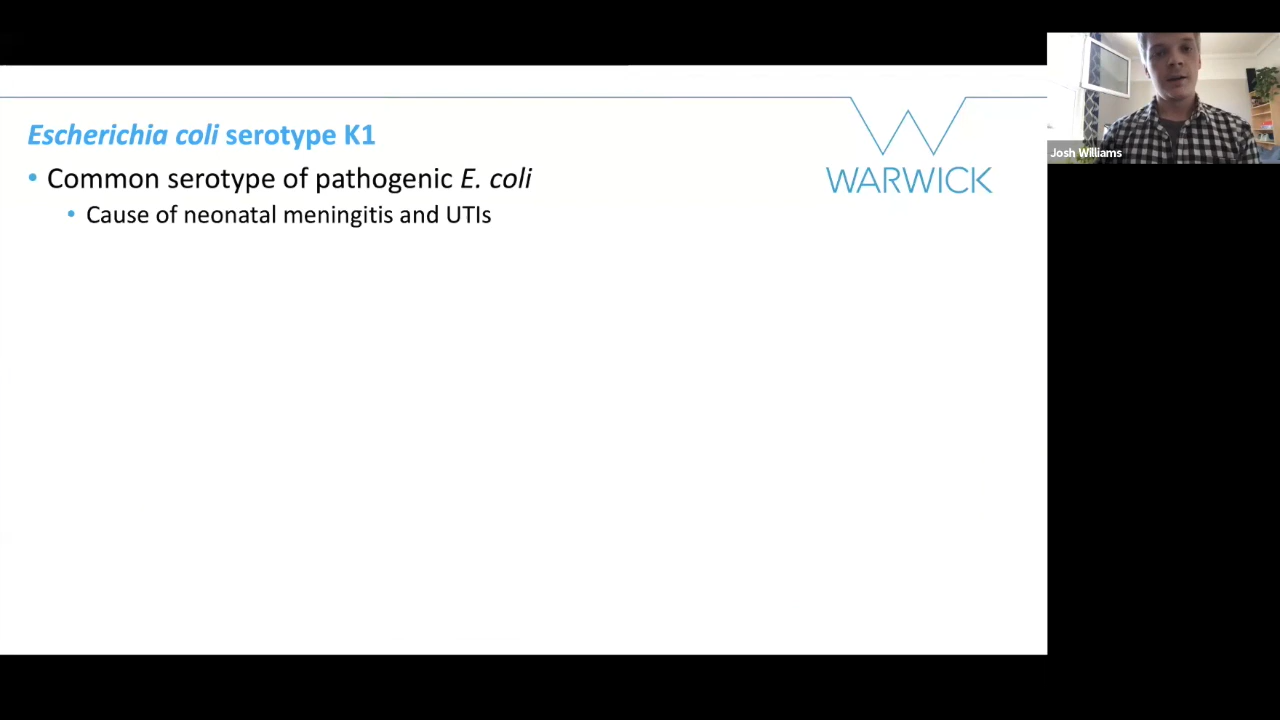 Escherichia coli serotype K1
• Common serotype of pathogenic E. coli
• Cause of neonatal meningitis and UTIs
WARWICK
Josh Williams